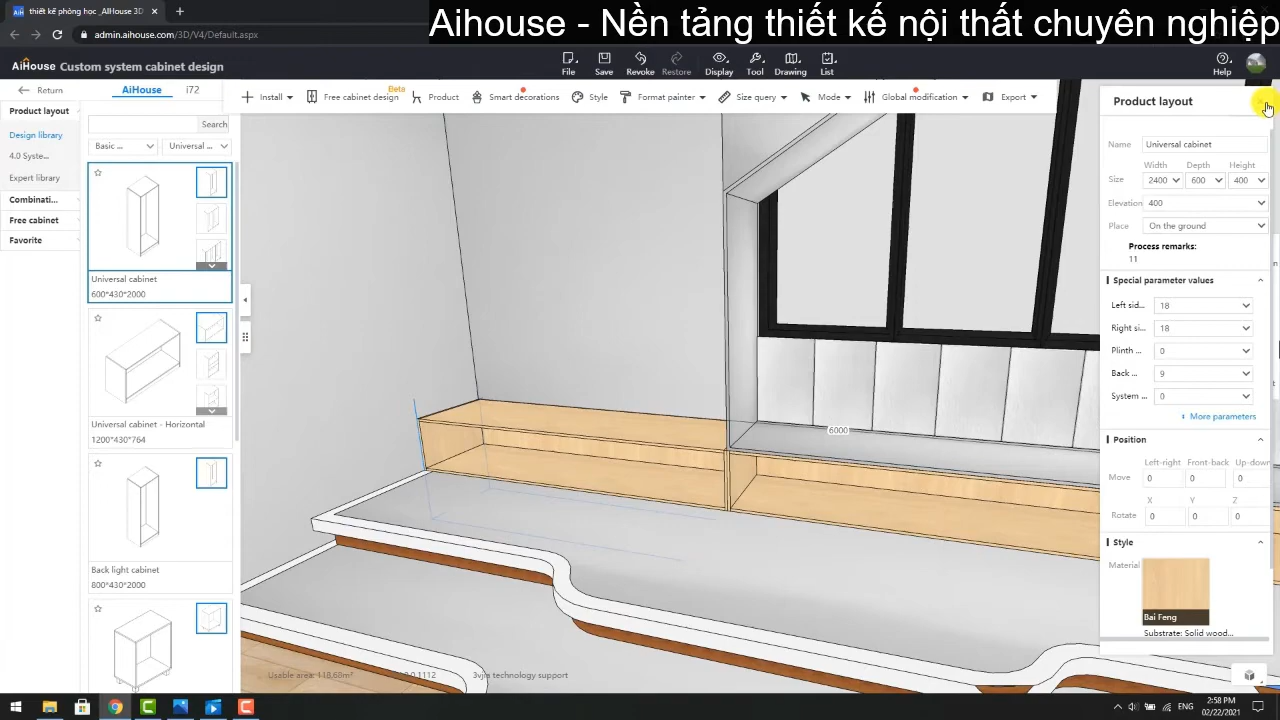 thiết kế phòng học _AllHouse 3D
Aihouse - Nền tảng thiết kế nội thất chuyên nghiệp
admin.aihouse.com/3D/V4/Default.aspx
AiHouse Custom system cabinet design
File
Save
Revoke
Restore
Display
Tool
Drawing
List
Help
Return
AiHouse
i72
Install
Free cabinet design
Beta
Product
Smart decorations
Style
Format painter
Size query
Mode
Global modification
Export
Product layout
Design library
4.0 Syste...
Expert library
Combinati...
Free cabinet
Favorite
Search
Basic ...
Universal ...
Universal cabinet
600*430*2000
Universal cabinet - Horizontal
1200*430*764
Back light cabinet
800*430*2000
6000
Usable area: 118.68m²
3vjia technology support
Product layout
Name Universal cabinet
Width Depth Height
Size 2400 600 400
Elevation 400
Place On the ground
Process remarks:
11
Special parameter values
Left sid... 18
Right si... 18
Plinth ... 0
Back ... 9
System ... 0
More parameters
Position
Left-right Front-back Up-down
Move 0 0 0
X Y Z
Rotate 0 0 0
Style
Material
Bai Feng
Substrate: Solid wood...
ENG
2:58 PM
02/22/2021